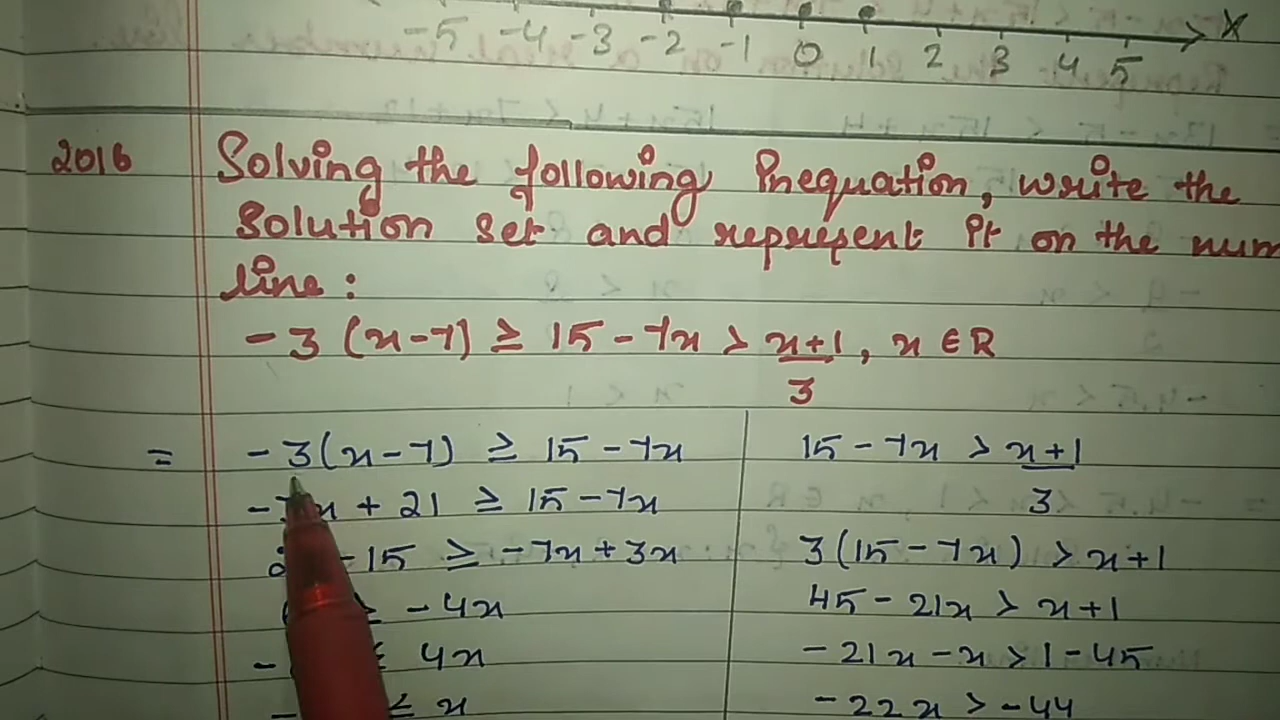 -5 -4 -3 -2 -1 0 1 2 3 4 5 X
2016 Solving the following Inequation, write the
solution set and represent it on the num
line:
-3 (x-7) ≥ 15 - 7x > x+1/3, x ∈ R
= -3(x-7) ≥ 15 - 7x
+ 21 ≥ 15 - 7x
-15 ≥ -7x + 3x
-4x
4x
≤ x
15 - 7x > x+1/3
3(15 - 7x) > x+1
45 - 21x > x+1
-21x - x > 1 - 45
-22x > -44